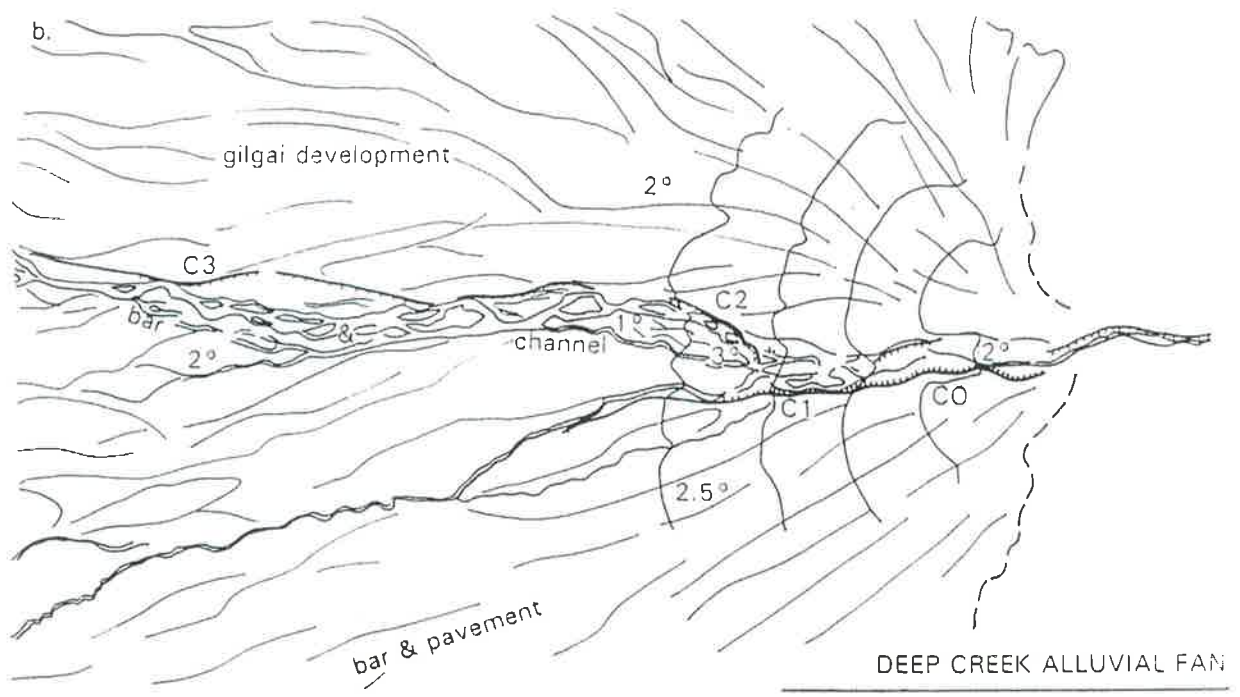 b.
gilgai development
2°
C3
C2
bar
&
1°
channel
3°
2°
2°
C1
CO
2.5°
bar & pavement
DEEP CREEK ALLUVIAL FAN